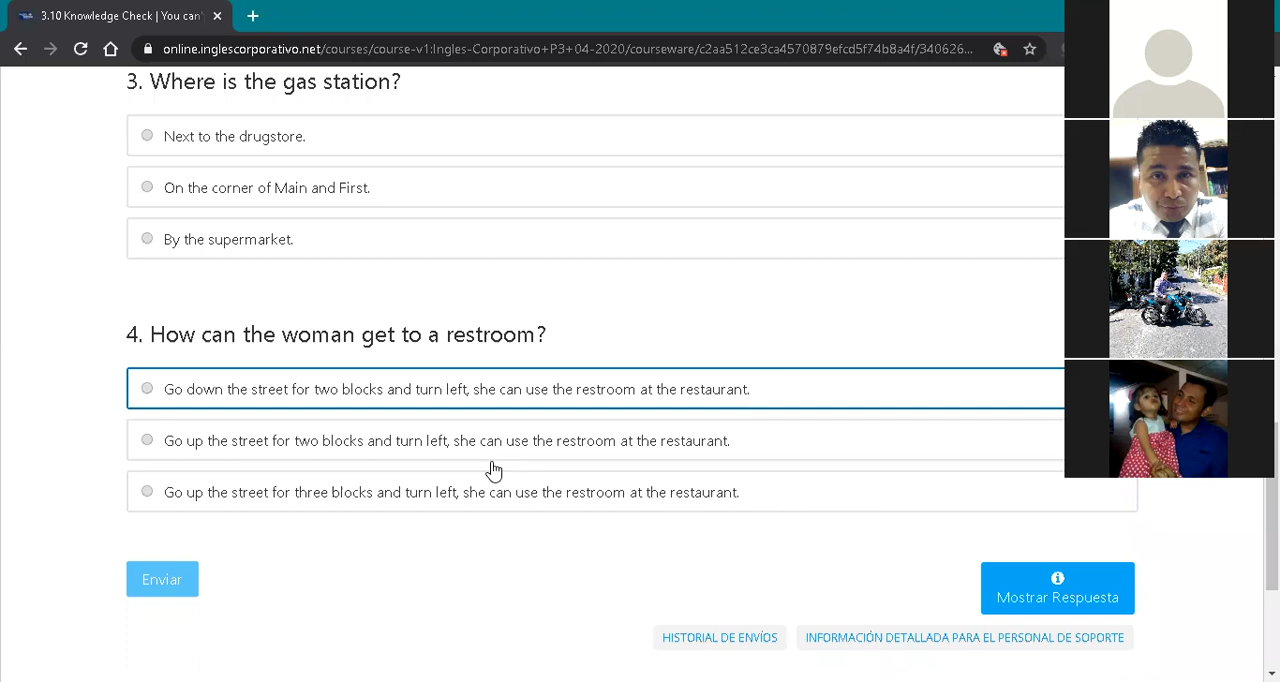 3.10 Knowledge Check | You can'
online.inglescorporativo.net/courses/course-v1:Ingles-Corporativo+P3+04-2020/courseware/c2aa512ce3ca4570879efcd5f74b8a4f/340626...
3. Where is the gas station?
Next to the drugstore.
On the corner of Main and First.
By the supermarket.
4. How can the woman get to a restroom?
Go down the street for two blocks and turn left, she can use the restroom at the restaurant.
Go up the street for two blocks and turn left, she can use the restroom at the restaurant.
Go up the street for three blocks and turn left, she can use the restroom at the restaurant.
Enviar
Mostrar Respuesta
HISTORIAL DE ENVÍOS
INFORMACIÓN DETALLADA PARA EL PERSONAL DE SOPORTE